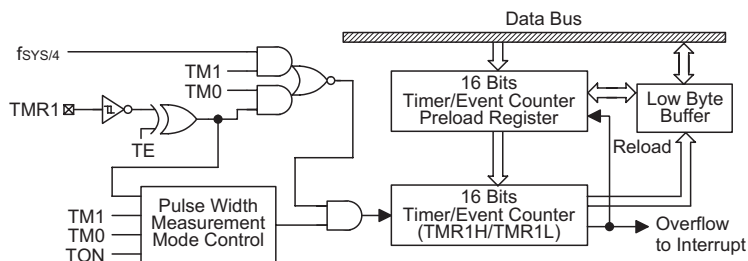 Data Bus
fSYS/4
TM1
TM0
TMR1
TE
16 Bits
Timer/Event Counter
Preload Register
Low Byte
Buffer
Reload
TM1
TM0
TON
Pulse Width
Measurement
Mode Control
16 Bits
Timer/Event Counter
(TMR1H/TMR1L)
Overflow
to Interrupt